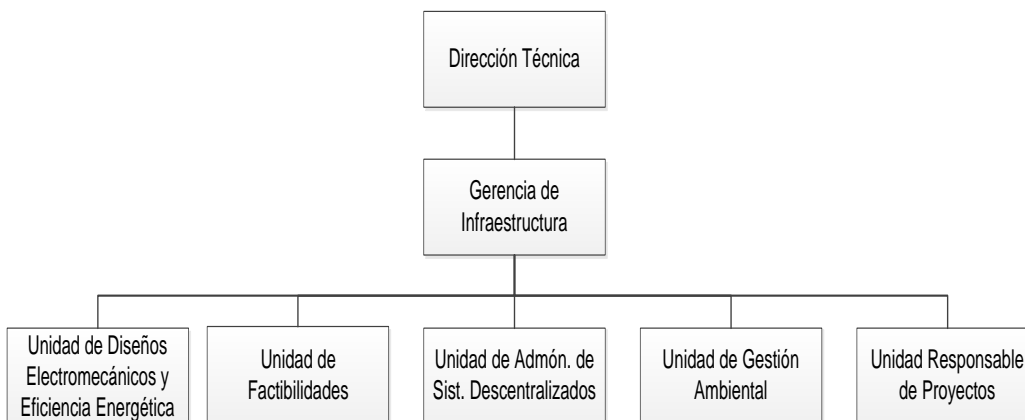 Dirección Técnica
Gerencia de
Infraestructura
Unidad de Diseños
Electromecánicos y
Eficiencia Energética
Unidad de
Factibilidades
Unidad de Admón. de
Sist. Descentralizados
Unidad de Gestión
Ambiental
Unidad Responsable
de Proyectos